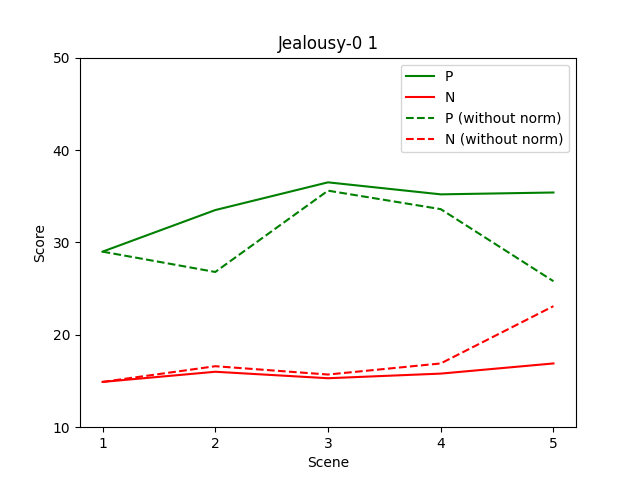 Jealousy-0 1
P
N
P (without norm)
N (without norm)
50
40
30
20
10
Score
1 2 3 4 5
Scene